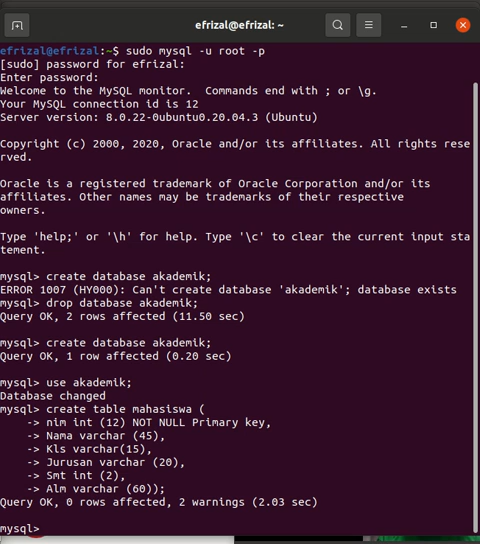 efrizal@efrizal: ~
efrizal@efrizal:~$ sudo mysql -u root -p
[sudo] password for efrizal:
Enter password:
Welcome to the MySQL monitor.  Commands end with ; or \g.
Your MySQL connection id is 12
Server version: 8.0.22-0ubuntu0.20.04.3 (Ubuntu)
Copyright (c) 2000, 2020, Oracle and/or its affiliates. All rights rese
rved.
Oracle is a registered trademark of Oracle Corporation and/or its
affiliates. Other names may be trademarks of their respective
owners.
Type 'help;' or '\h' for help. Type '\c' to clear the current input sta
tement.
mysql> create database akademik;
ERROR 1007 (HY000): Can't create database 'akademik'; database exists
mysql> drop database akademik;
Query OK, 2 rows affected (11.50 sec)
mysql> create database akademik;
Query OK, 1 row affected (0.20 sec)
mysql> use akademik;
Database changed
mysql> create table mahasiswa (
    -> nim int (12) NOT NULL Primary key,
    -> Nama varchar (45),
    -> Kls varchar(15),
    -> Jurusan varchar (20),
    -> Smt int (2),
    -> Alm varchar (60));
Query OK, 0 rows affected, 2 warnings (2.03 sec)
mysql>